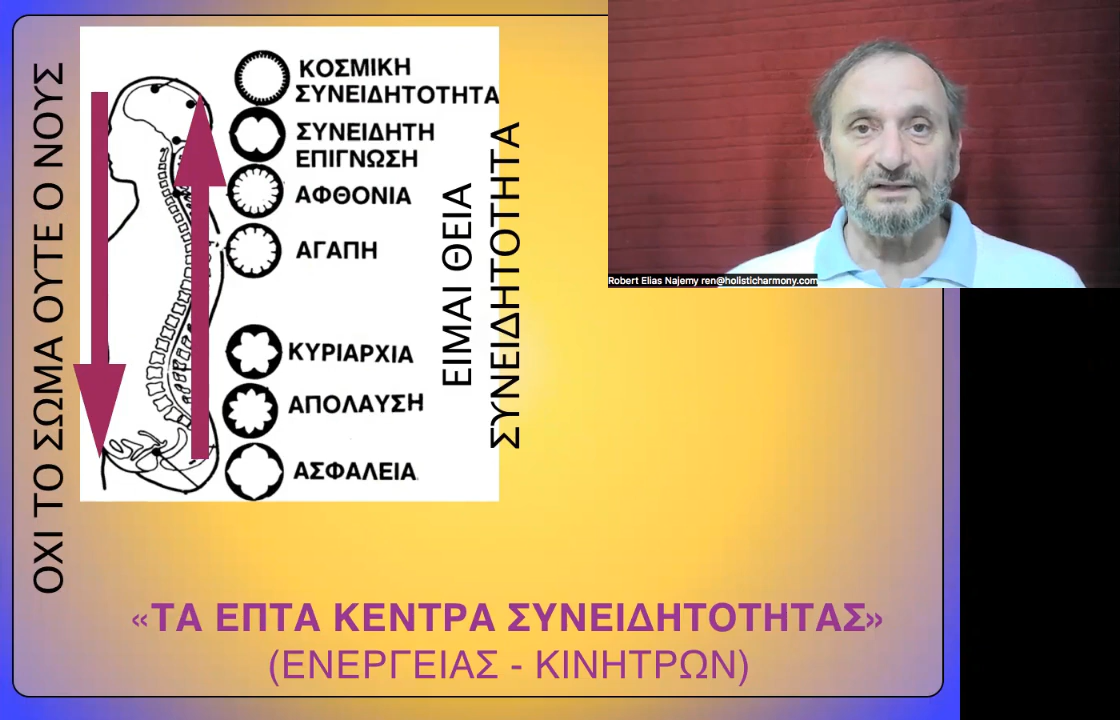 ΟΧΙ ΤΟ ΣΩΜΑ ΟΥΤΕ Ο ΝΟΥΣ
ΚΟΣΜΙΚΗ
ΣΥΝΕΙΔΗΤΟΤΗΤΑ
ΣΥΝΕΙΔΗΤΗ
ΕΠΙΓΝΩΣΗ
ΑΦΘΟΝΙΑ
ΑΓΑΠΗ
ΚΥΡΙΑΡΧΙΑ
ΑΠΟΛΑΥΣΗ
ΑΣΦΑΛΕΙΑ
ΕΙΜΑΙ ΘΕΙΑ
ΣΥΝΕΙΔΗΤΟΤΗΤΑ
Robert Elias Najemy ren@holisticharmony.com
«ΤΑ ΕΠΤΑ ΚΕΝΤΡΑ ΣΥΝΕΙΔΗΤΟΤΗΤΑΣ»
(ΕΝΕΡΓΕΙΑΣ - ΚΙΝΗΤΡΩΝ)